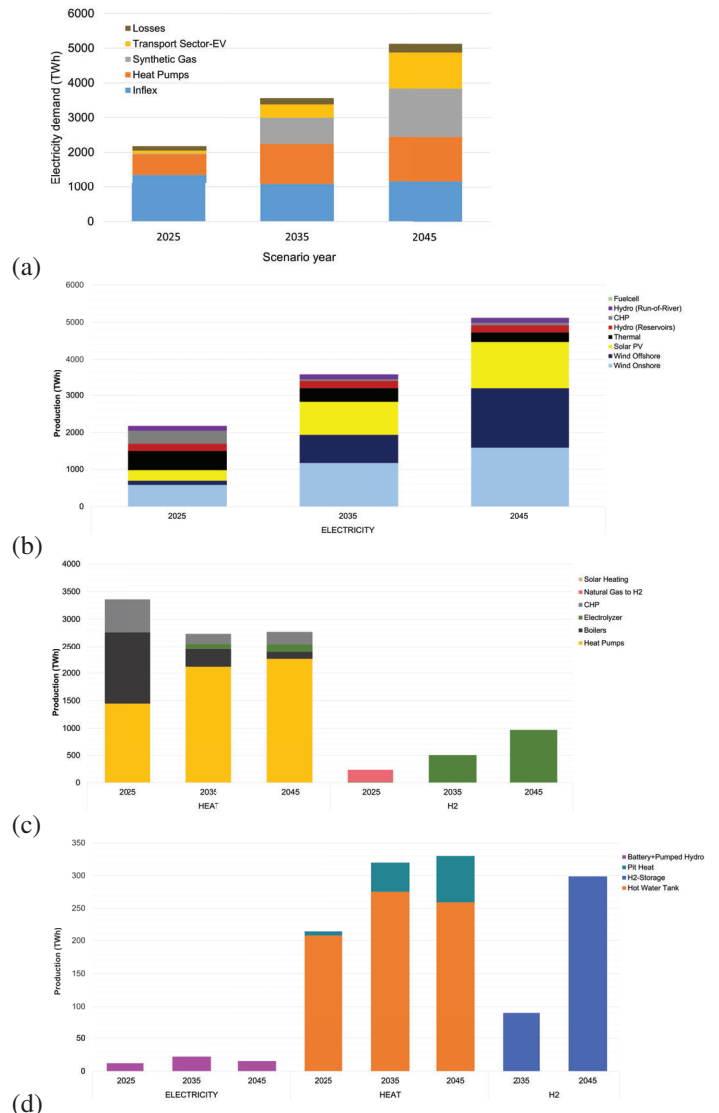 6000
5000
4000
3000
2000
1000
0
Electricity demand (TWh)
Losses
Transport Sector-EV
Synthetic Gas
Heat Pumps
Inflex
2025 2035 2045
Scenario year
(a)
6000
5000
4000
3000
2000
1000
0
Production (TWh)
Fuelcell
Hydro (Run-of-River)
CHP
Hydro (Reservoirs)
Thermal
Solar PV
Wind Offshore
Wind Onshore
2025 2035 2045
ELECTRICITY
(b)
4000
3500
3000
2500
2000
1500
1000
500
0
Production (TWh)
Solar Heating
Natural Gas to H2
CHP
Electrolyzer
Boilers
Heat Pumps
2025 2035 2045 2025 2035 2045
HEAT H2
(c)
350
300
250
200
150
100
50
0
Production (TWh)
Battery+Pumped Hydro
Pit Heat
H2-Storage
Hot Water Tank
2025 2035 2045 2025 2035 2045 2035 2045
ELECTRICITY HEAT H2
(d)